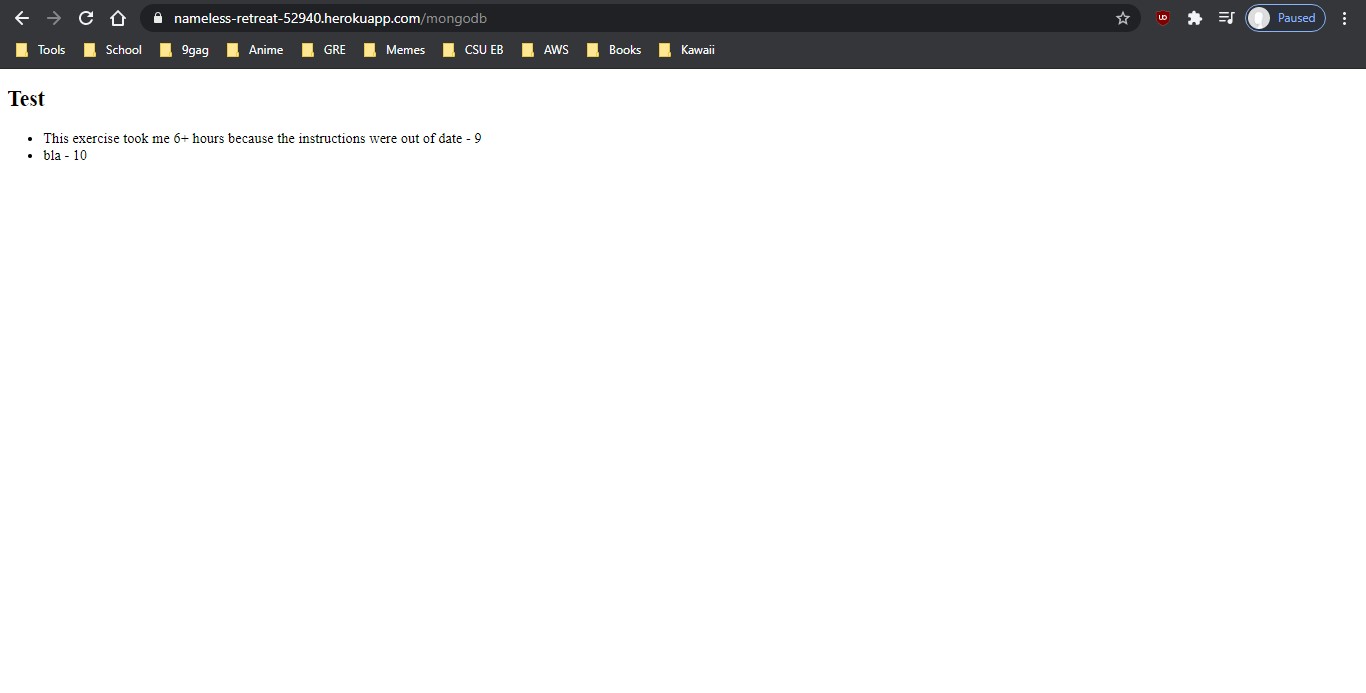 nameless-retreat-52940.herokuapp.com/mongodb
Paused
Tools School 9gag Anime GRE Memes CSU EB AWS Books Kawaii
Test
This exercise took me 6+ hours because the instructions were out of date - 9
bla - 10